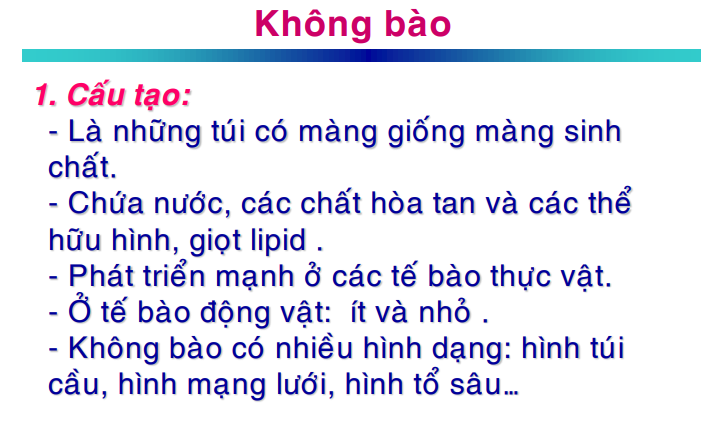 Không bào
1. Cấu tạo:
- Là những túi có màng giống màng sinh
chất.
- Chứa nước, các chất hòa tan và các thể
hữu hình, giọt lipid .
- Phát triển mạnh ở các tế bào thực vật.
- Ở tế bào động vật:  ít và nhỏ .
- Không bào có nhiều hình dạng: hình túi
cầu, hình mạng lưới, hình tổ sâu…